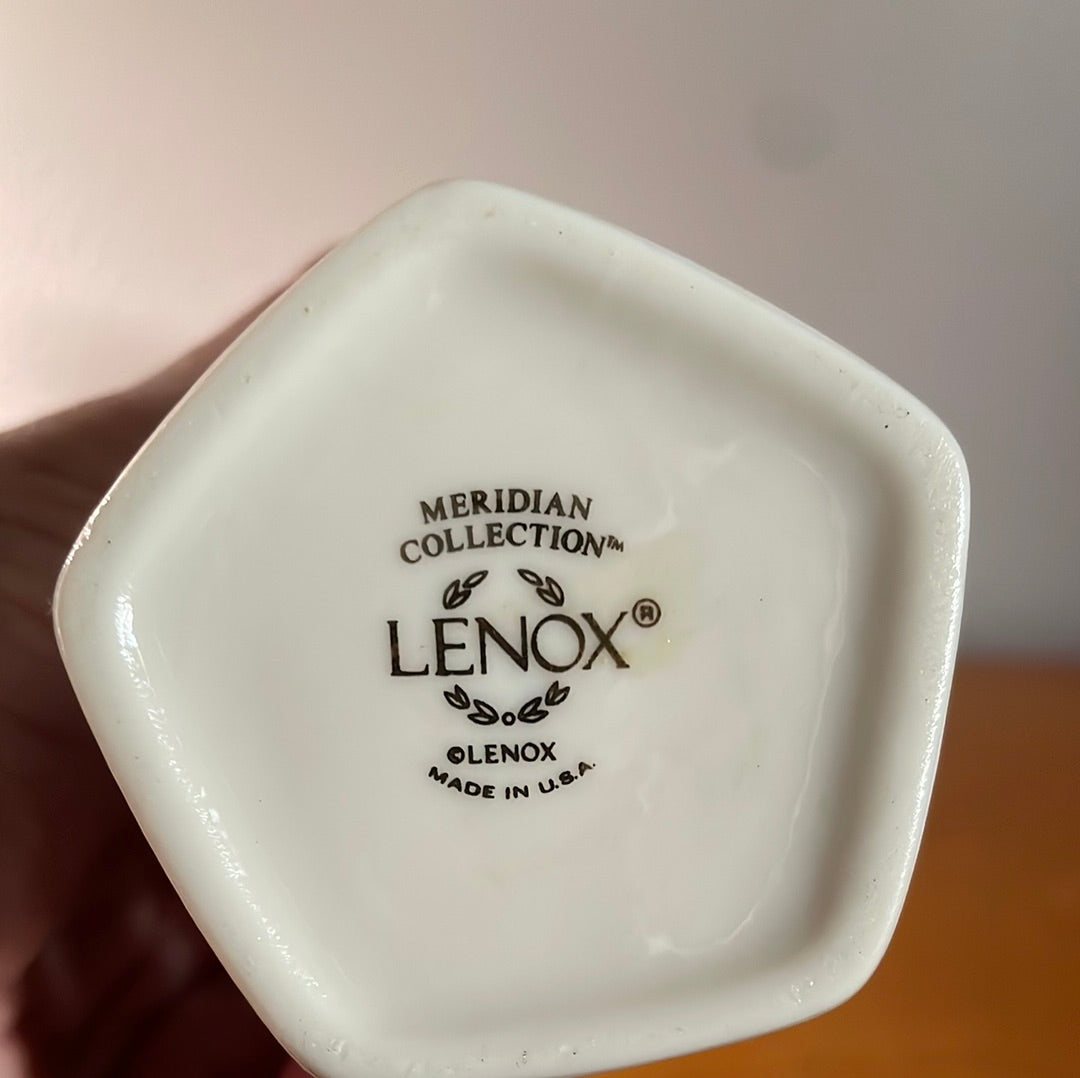 MERIDIAN
COLLECTION™
LENOX®
©LENOX
MADE IN U.S.A.